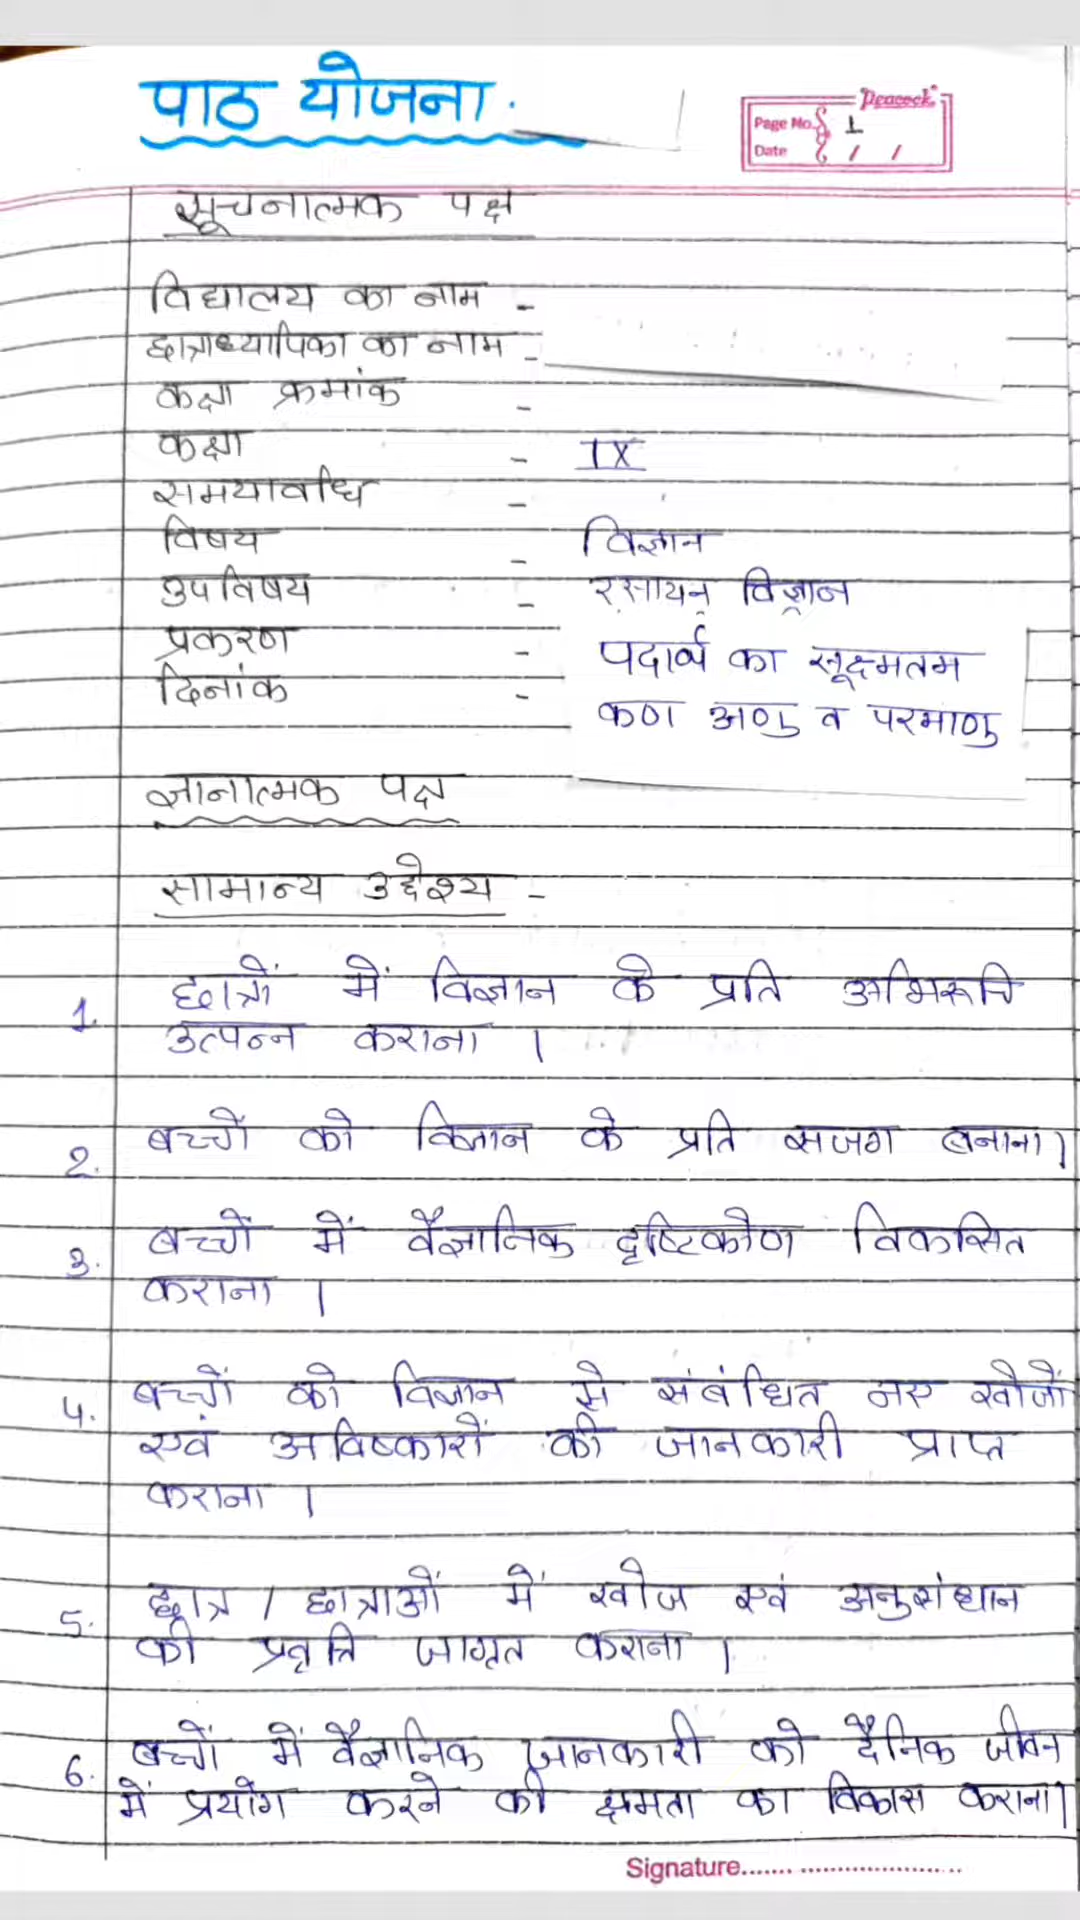 पाठ योजना.
Peacock
Page No. 1
Date / /
सूचनात्मक पक्ष
विद्यालय का नाम -
छात्राध्यापिका का नाम -
कक्षा क्रमांक -
कक्षा - IX
समयावधि -
विषय - विज्ञान
उपविषय - रसायन विज्ञान
प्रकरण - पदार्थ का सूक्ष्मतम
दिनांक - कण अणु व परमाणु
ज्ञानात्मक पक्ष
सामान्य उद्देश्य -
1. छात्रों में विज्ञान के प्रति अभिरूचि
उत्पन्न कराना ।
2. बच्चों को विज्ञान के प्रति सजग बनाना।
3. बच्चों में वैज्ञानिक दृष्टिकोण विकसित
कराना ।
4. बच्चों को विज्ञान से संबंधित नए खोजों
एवं अविष्कारों की जानकारी प्राप्त
कराना ।
5. छात्र / छात्राओं में खोज एवं अनुसंधान
की प्रवृत्ति जागृत कराना ।
6. बच्चों में वैज्ञानिक जानकारी को दैनिक जीवन
में प्रयोग करने की क्षमता का विकास कराना।
Signature...........................